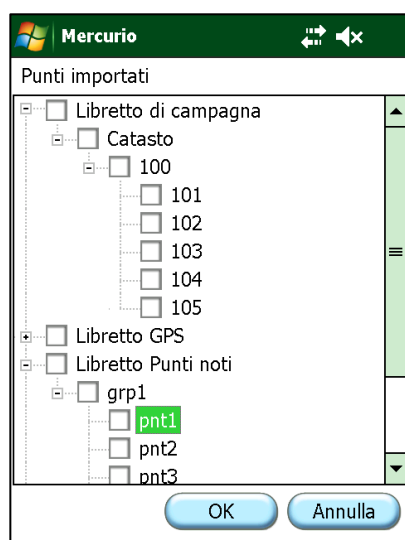 Mercurio
Punti importati
Libretto di campagna
Catasto
100
101
102
103
104
105
Libretto GPS
Libretto Punti noti
grp1
pnt1
pnt2
pnt3
OK Annulla